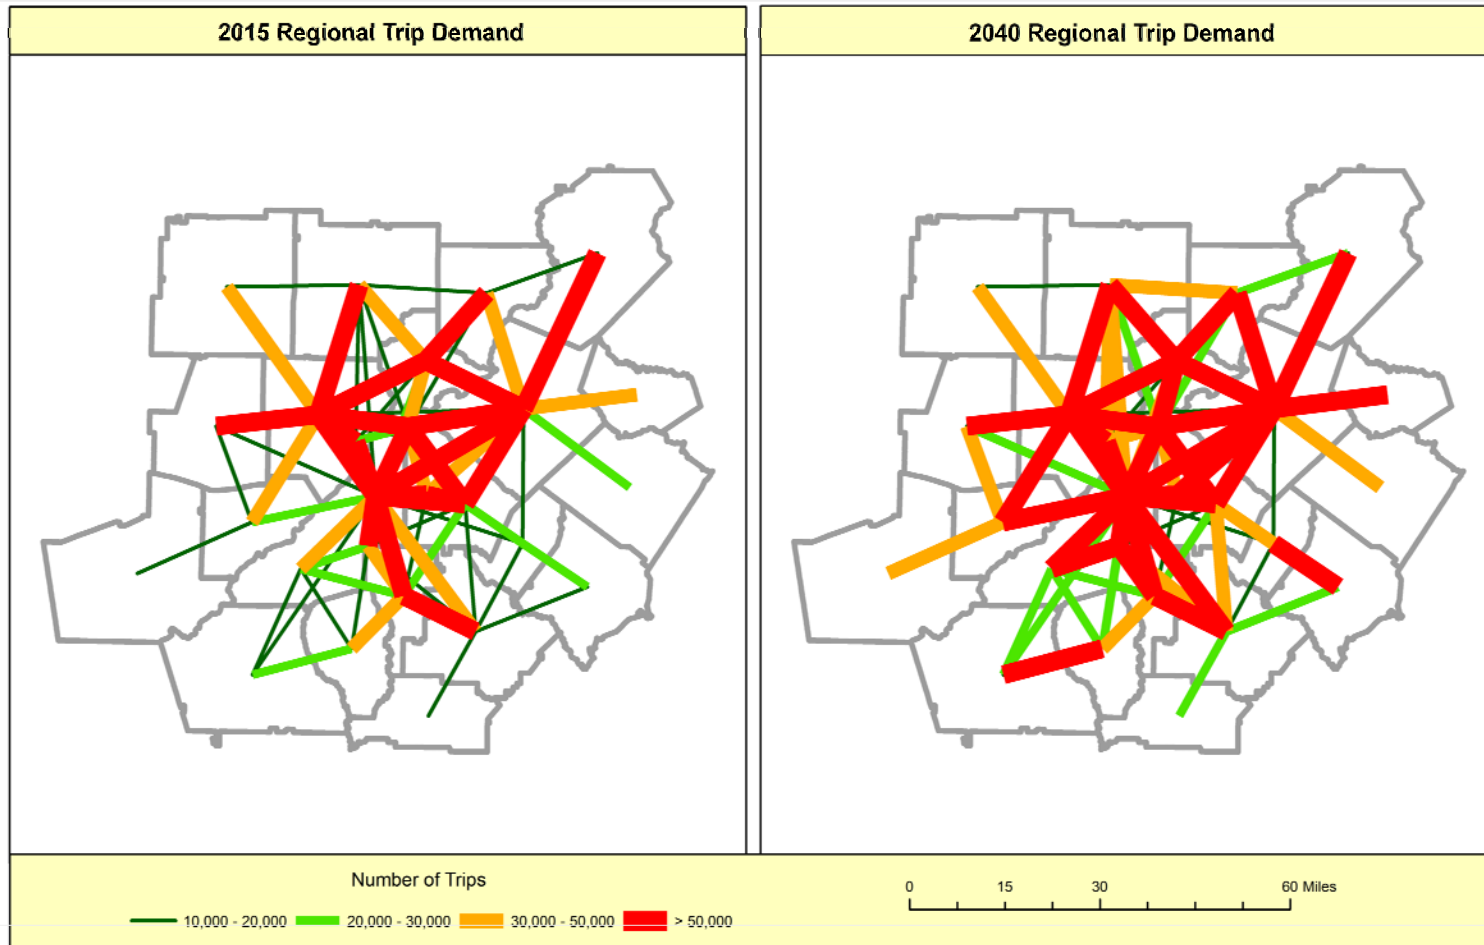 2015 Regional Trip Demand
2040 Regional Trip Demand
Number of Trips
10,000 - 20,000
20,000 - 30,000
30,000 - 50,000
> 50,000
0 15 30 60 Miles